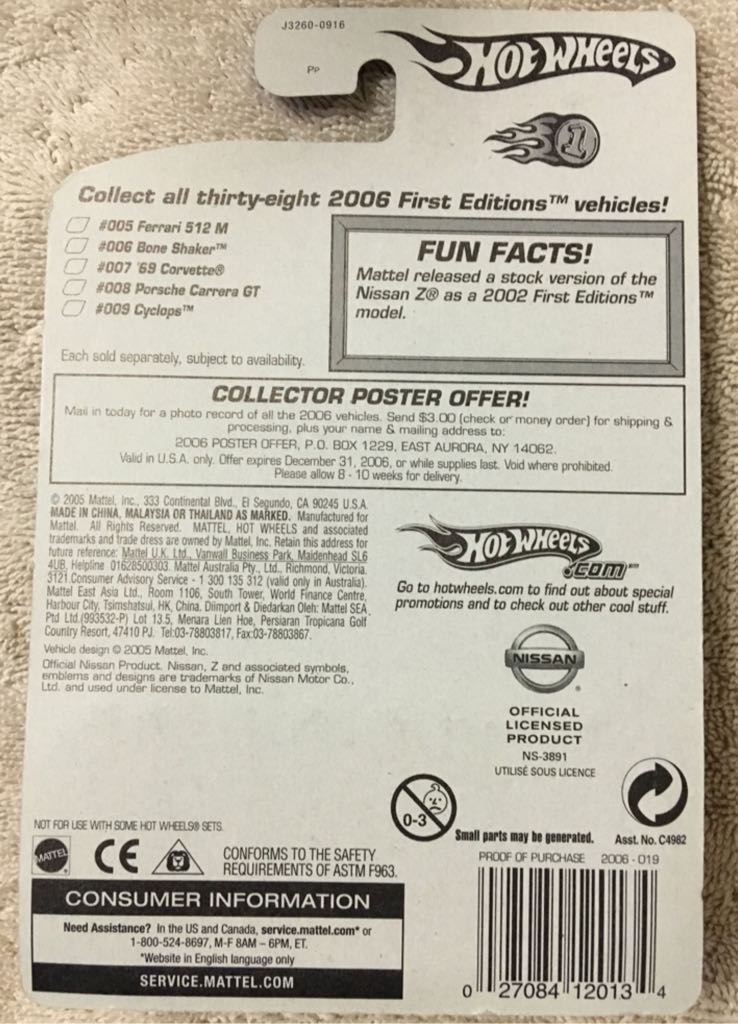 J3260-0916
Pp
HOT WHEELS
1
Collect all thirty-eight 2006 First Editions™ vehicles!
#005 Ferrari 512 M
#006 Bone Shaker™
#007 '69 Corvette®
#008 Porsche Carrera GT
#009 Cyclops™
Each sold separately, subject to availability.
FUN FACTS!
Mattel released a stock version of the
Nissan Z® as a 2002 First Editions™
model.
COLLECTOR POSTER OFFER!
Mail in today for a photo record of all the 2006 vehicles. Send $3.00 (check or money order) for shipping &
processing, plus your name & mailing address to:
2006 POSTER OFFER, P.O. BOX 1229, EAST AURORA, NY 14062.
Valid in U.S.A. only. Offer expires December 31, 2006, or while supplies last. Void where prohibited.
Please allow 8 - 10 weeks for delivery.
© 2005 Mattel, Inc., 333 Continental Blvd., El Segundo, CA 90245 U.S.A.
MADE IN CHINA, MALAYSIA OR THAILAND AS MARKED. Manufactured for
Mattel. All Rights Reserved. MATTEL, HOT WHEELS and associated
trademarks and trade dress are owned by Mattel, Inc. Retain this address for
future reference: Mattel U.K. Ltd., Vanwall Business Park, Maidenhead SL6
4UB. Helpline 01628500303. Mattel Australia Pty., Ltd., Richmond, Victoria.
3121.Consumer Advisory Service - 1 300 135 312 (valid only in Australia).
Mattel East Asia Ltd., Room 1106, South Tower, World Finance Centre,
Harbour City, Tsimshatsui, HK, China. Diimport & Diedarkan Oleh: Mattel SEA
Ptd Ltd.(993532-P) Lot 13.5, Menara Lien Hoe, Persiaran Tropicana Golf
Country Resort, 47410 PJ. Tel:03-78803817, Fax:03-78803867.
Vehicle design © 2005 Mattel, Inc.
Official Nissan Product. Nissan, Z and associated symbols,
emblems and designs are trademarks of Nissan Motor Co.,
Ltd. and used under license to Mattel, Inc.
HOT WHEELS
.COM™
Go to hotwheels.com to find out about special
promotions and to check out other cool stuff.
NISSAN
®
OFFICIAL
LICENSED
PRODUCT
NS-3891
UTILISÉ SOUS LICENCE
0-3
Small parts may be generated.
Asst. No. C4982
NOT FOR USE WITH SOME HOT WHEELS® SETS.
MATTEL
CE
CONFORMS TO THE SAFETY
REQUIREMENTS OF ASTM F963.
CONSUMER INFORMATION
Need Assistance? In the US and Canada, service.mattel.com* or
1-800-524-8697, M-F 8AM – 6PM, ET.
*Website in English language only
SERVICE.MATTEL.COM
PROOF OF PURCHASE 2006 - 019
0 27084 12013 4